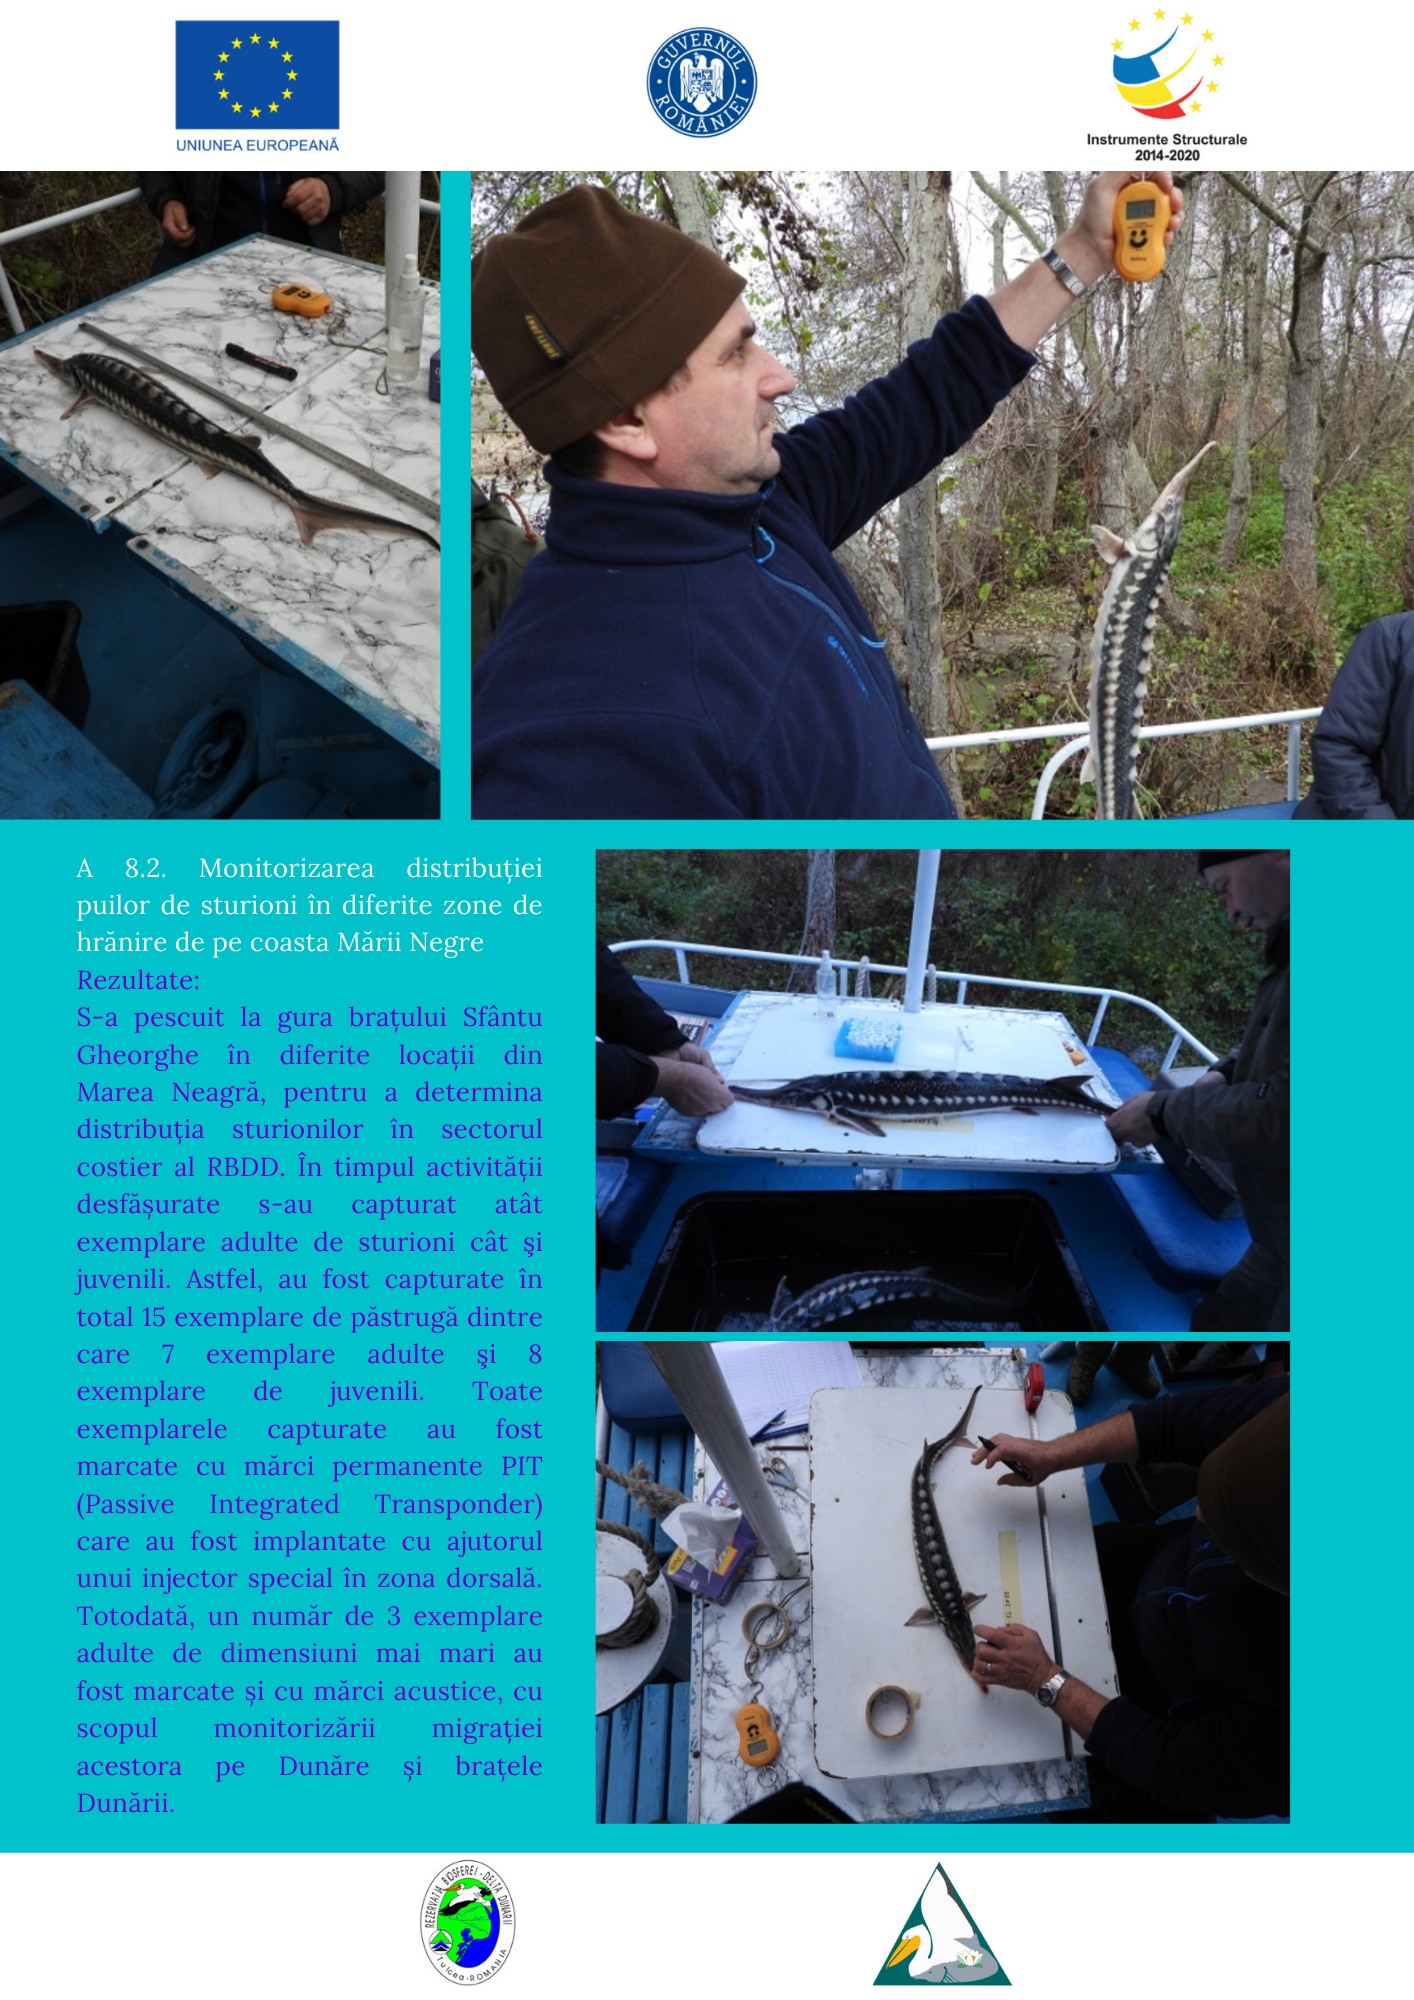 UNIUNEA EUROPEANĂ
GUVERNUL ROMÂNIEI
Instrumente Structurale
2014-2020
A 8.2. Monitorizarea distribuției
puilor de sturioni în diferite zone de
hrănire de pe coasta Mării Negre
Rezultate:
S-a pescuit la gura brațului Sfântu
Gheorghe în diferite locații din
Marea Neagră, pentru a determina
distribuția sturionilor în sectorul
costier al RBDD. În timpul activității
desfășurate s-au capturat atât
exemplare adulte de sturioni cât şi
juvenili. Astfel, au fost capturate în
total 15 exemplare de păstrugă dintre
care 7 exemplare adulte şi 8
exemplare de juvenili. Toate
exemplarele capturate au fost
marcate cu mărci permanente PIT
(Passive Integrated Transponder)
care au fost implantate cu ajutorul
unui injector special în zona dorsală.
Totodată, un număr de 3 exemplare
adulte de dimensiuni mai mari au
fost marcate și cu mărci acustice, cu
scopul monitorizării migrației
acestora pe Dunăre și brațele
Dunării.
REZERVAȚIA BIOSFEREI - DELTA DUNĂRII
Tulcea-ROMANIA